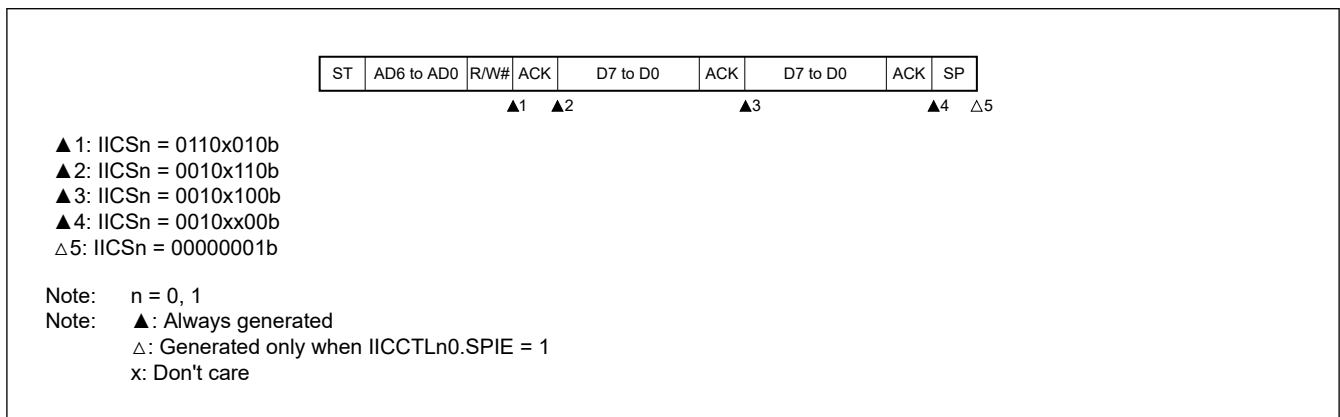 ST AD6 to AD0 R/W# ACK D7 to D0 ACK D7 to D0 ACK SP
▲1 ▲2 ▲3 ▲4 △5
▲1: IICSn = 0110x010b
▲2: IICSn = 0010x110b
▲3: IICSn = 0010x100b
▲4: IICSn = 0010xx00b
△5: IICSn = 00000001b
Note: n = 0, 1
Note: ▲: Always generated
△: Generated only when IICCTLn0.SPIE = 1
x: Don't care